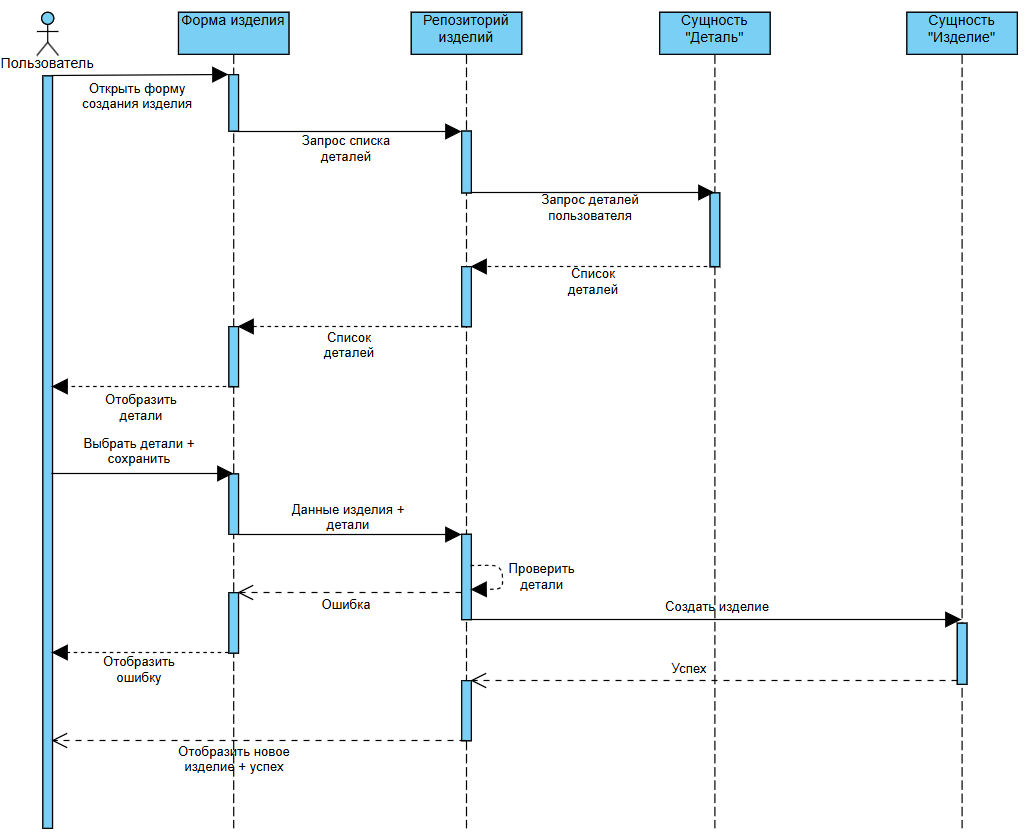 Пользователь
Форма изделия
Репозиторий
изделий
Сущность
"Деталь"
Сущность
"Изделие"
Открыть форму
создания изделия
Запрос списка
деталей
Запрос деталей
пользователя
Список
деталей
Список
деталей
Отобразить
детали
Выбрать детали +
сохранить
Данные изделия +
детали
Проверить
детали
Ошибка
Создать изделие
Отобразить
ошибку
Успех
Отобразить новое
изделие + успех